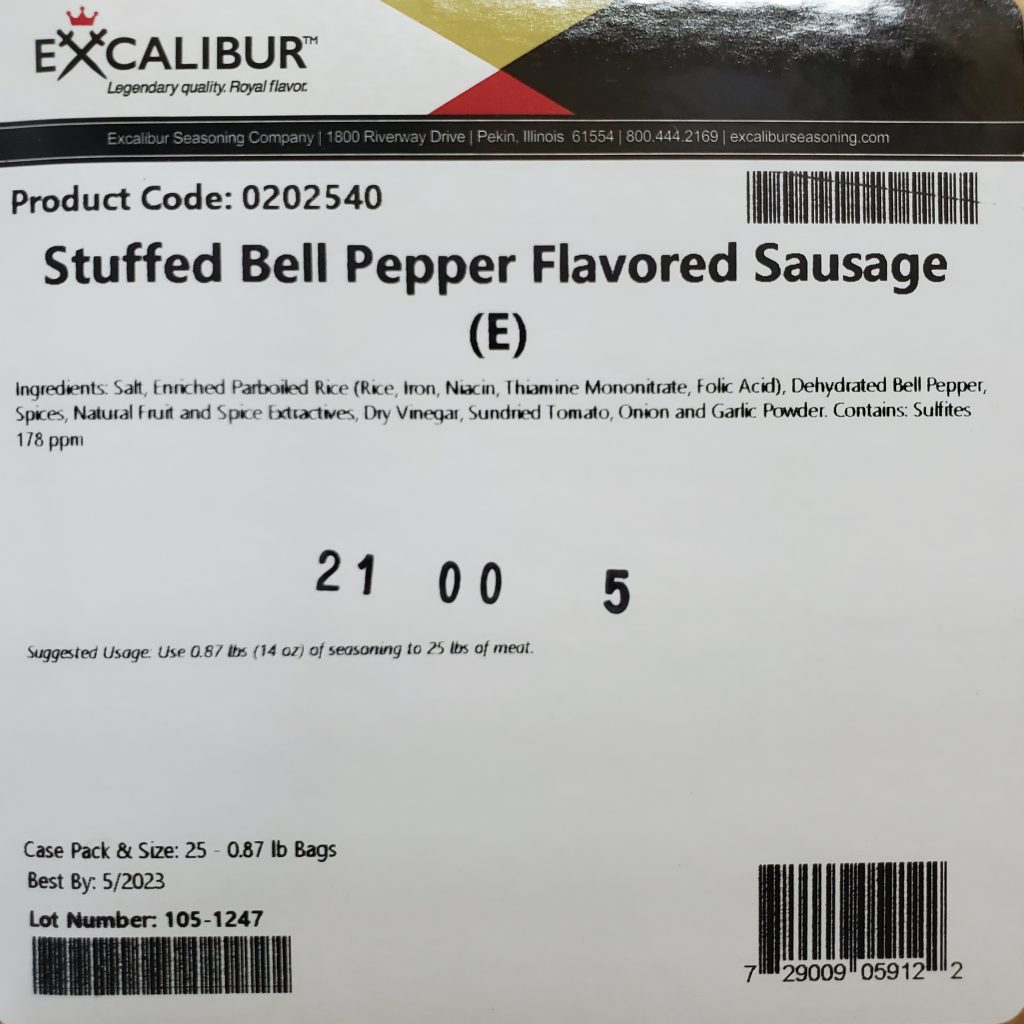 EXCALIBUR™
Legendary quality. Royal flavor.
Excalibur Seasoning Company | 1800 Riverway Drive | Pekin, Illinois 61554 | 800.444.2169 | excaliburseasoning.com
Product Code: 0202540
Stuffed Bell Pepper Flavored Sausage
(E)
Ingredients: Salt, Enriched Parboiled Rice (Rice, Iron, Niacin, Thiamine Mononitrate, Folic Acid), Dehydrated Bell Pepper,
Spices, Natural Fruit and Spice Extractives, Dry Vinegar, Sundried Tomato, Onion and Garlic Powder. Contains: Sulfites
178 ppm
21 00 5
Suggested Usage: Use 0.87 lbs (14 oz) of seasoning to 25 lbs of meat.
Case Pack & Size: 25 - 0.87 lb Bags
Best By: 5/2023
Lot Number: 105-1247
7 29009 05912 2